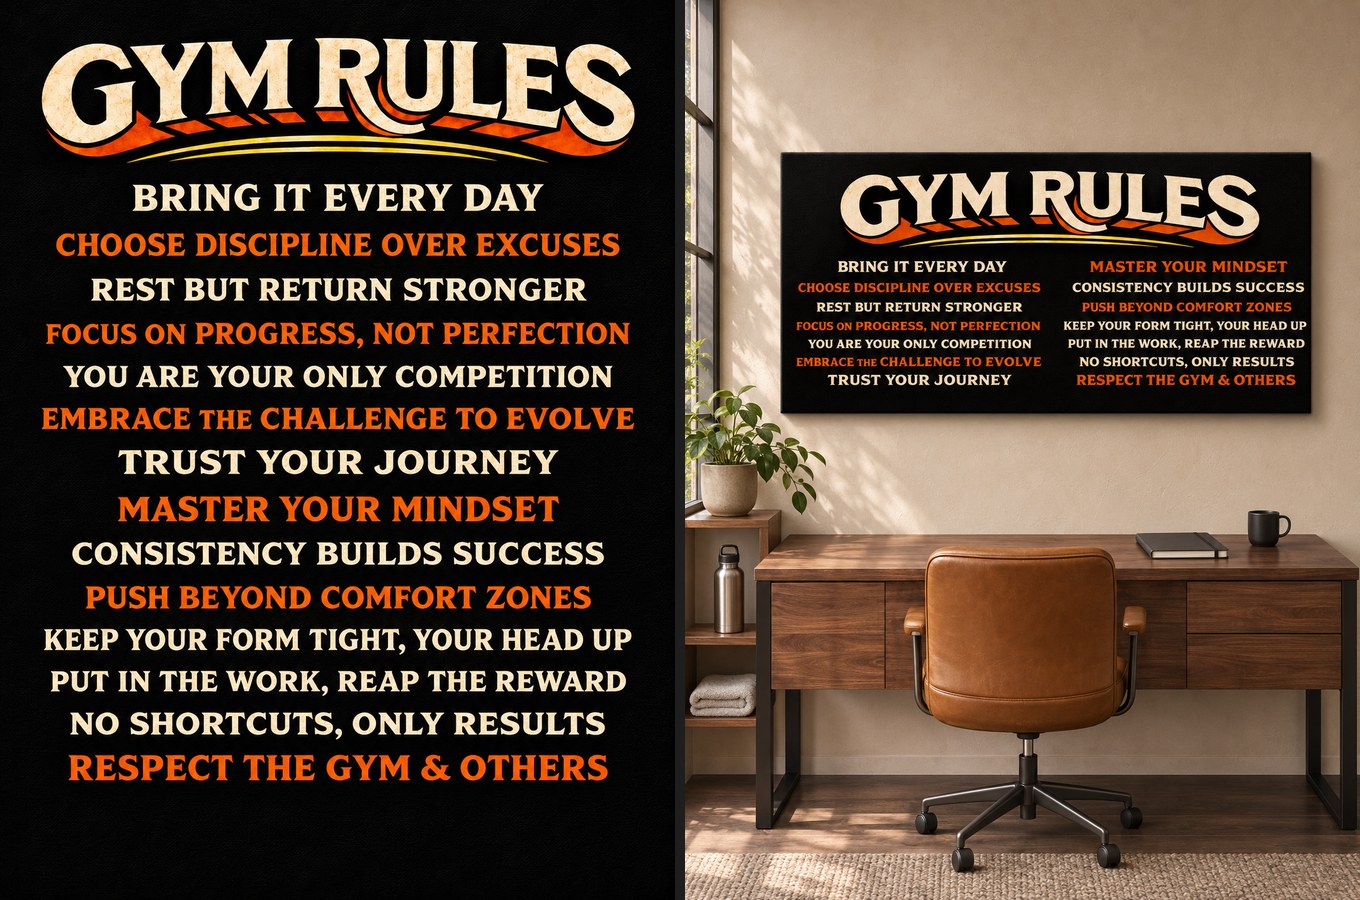 GYM RULES
BRING IT EVERY DAY
CHOOSE DISCIPLINE OVER EXCUSES
REST BUT RETURN STRONGER
FOCUS ON PROGRESS, NOT PERFECTION
YOU ARE YOUR ONLY COMPETITION
EMBRACE THE CHALLENGE TO EVOLVE
TRUST YOUR JOURNEY
MASTER YOUR MINDSET
CONSISTENCY BUILDS SUCCESS
PUSH BEYOND COMFORT ZONES
KEEP YOUR FORM TIGHT, YOUR HEAD UP
PUT IN THE WORK, REAP THE REWARD
NO SHORTCUTS, ONLY RESULTS
RESPECT THE GYM & OTHERS
GYM RULES
BRING IT EVERY DAY
CHOOSE DISCIPLINE OVER EXCUSES
REST BUT RETURN STRONGER
FOCUS ON PROGRESS, NOT PERFECTION
YOU ARE YOUR ONLY COMPETITION
EMBRACE THE CHALLENGE TO EVOLVE
TRUST YOUR JOURNEY
MASTER YOUR MINDSET
CONSISTENCY BUILDS SUCCESS
PUSH BEYOND COMFORT ZONES
KEEP YOUR FORM TIGHT, YOUR HEAD UP
PUT IN THE WORK, REAP THE REWARD
NO SHORTCUTS, ONLY RESULTS
RESPECT THE GYM & OTHERS